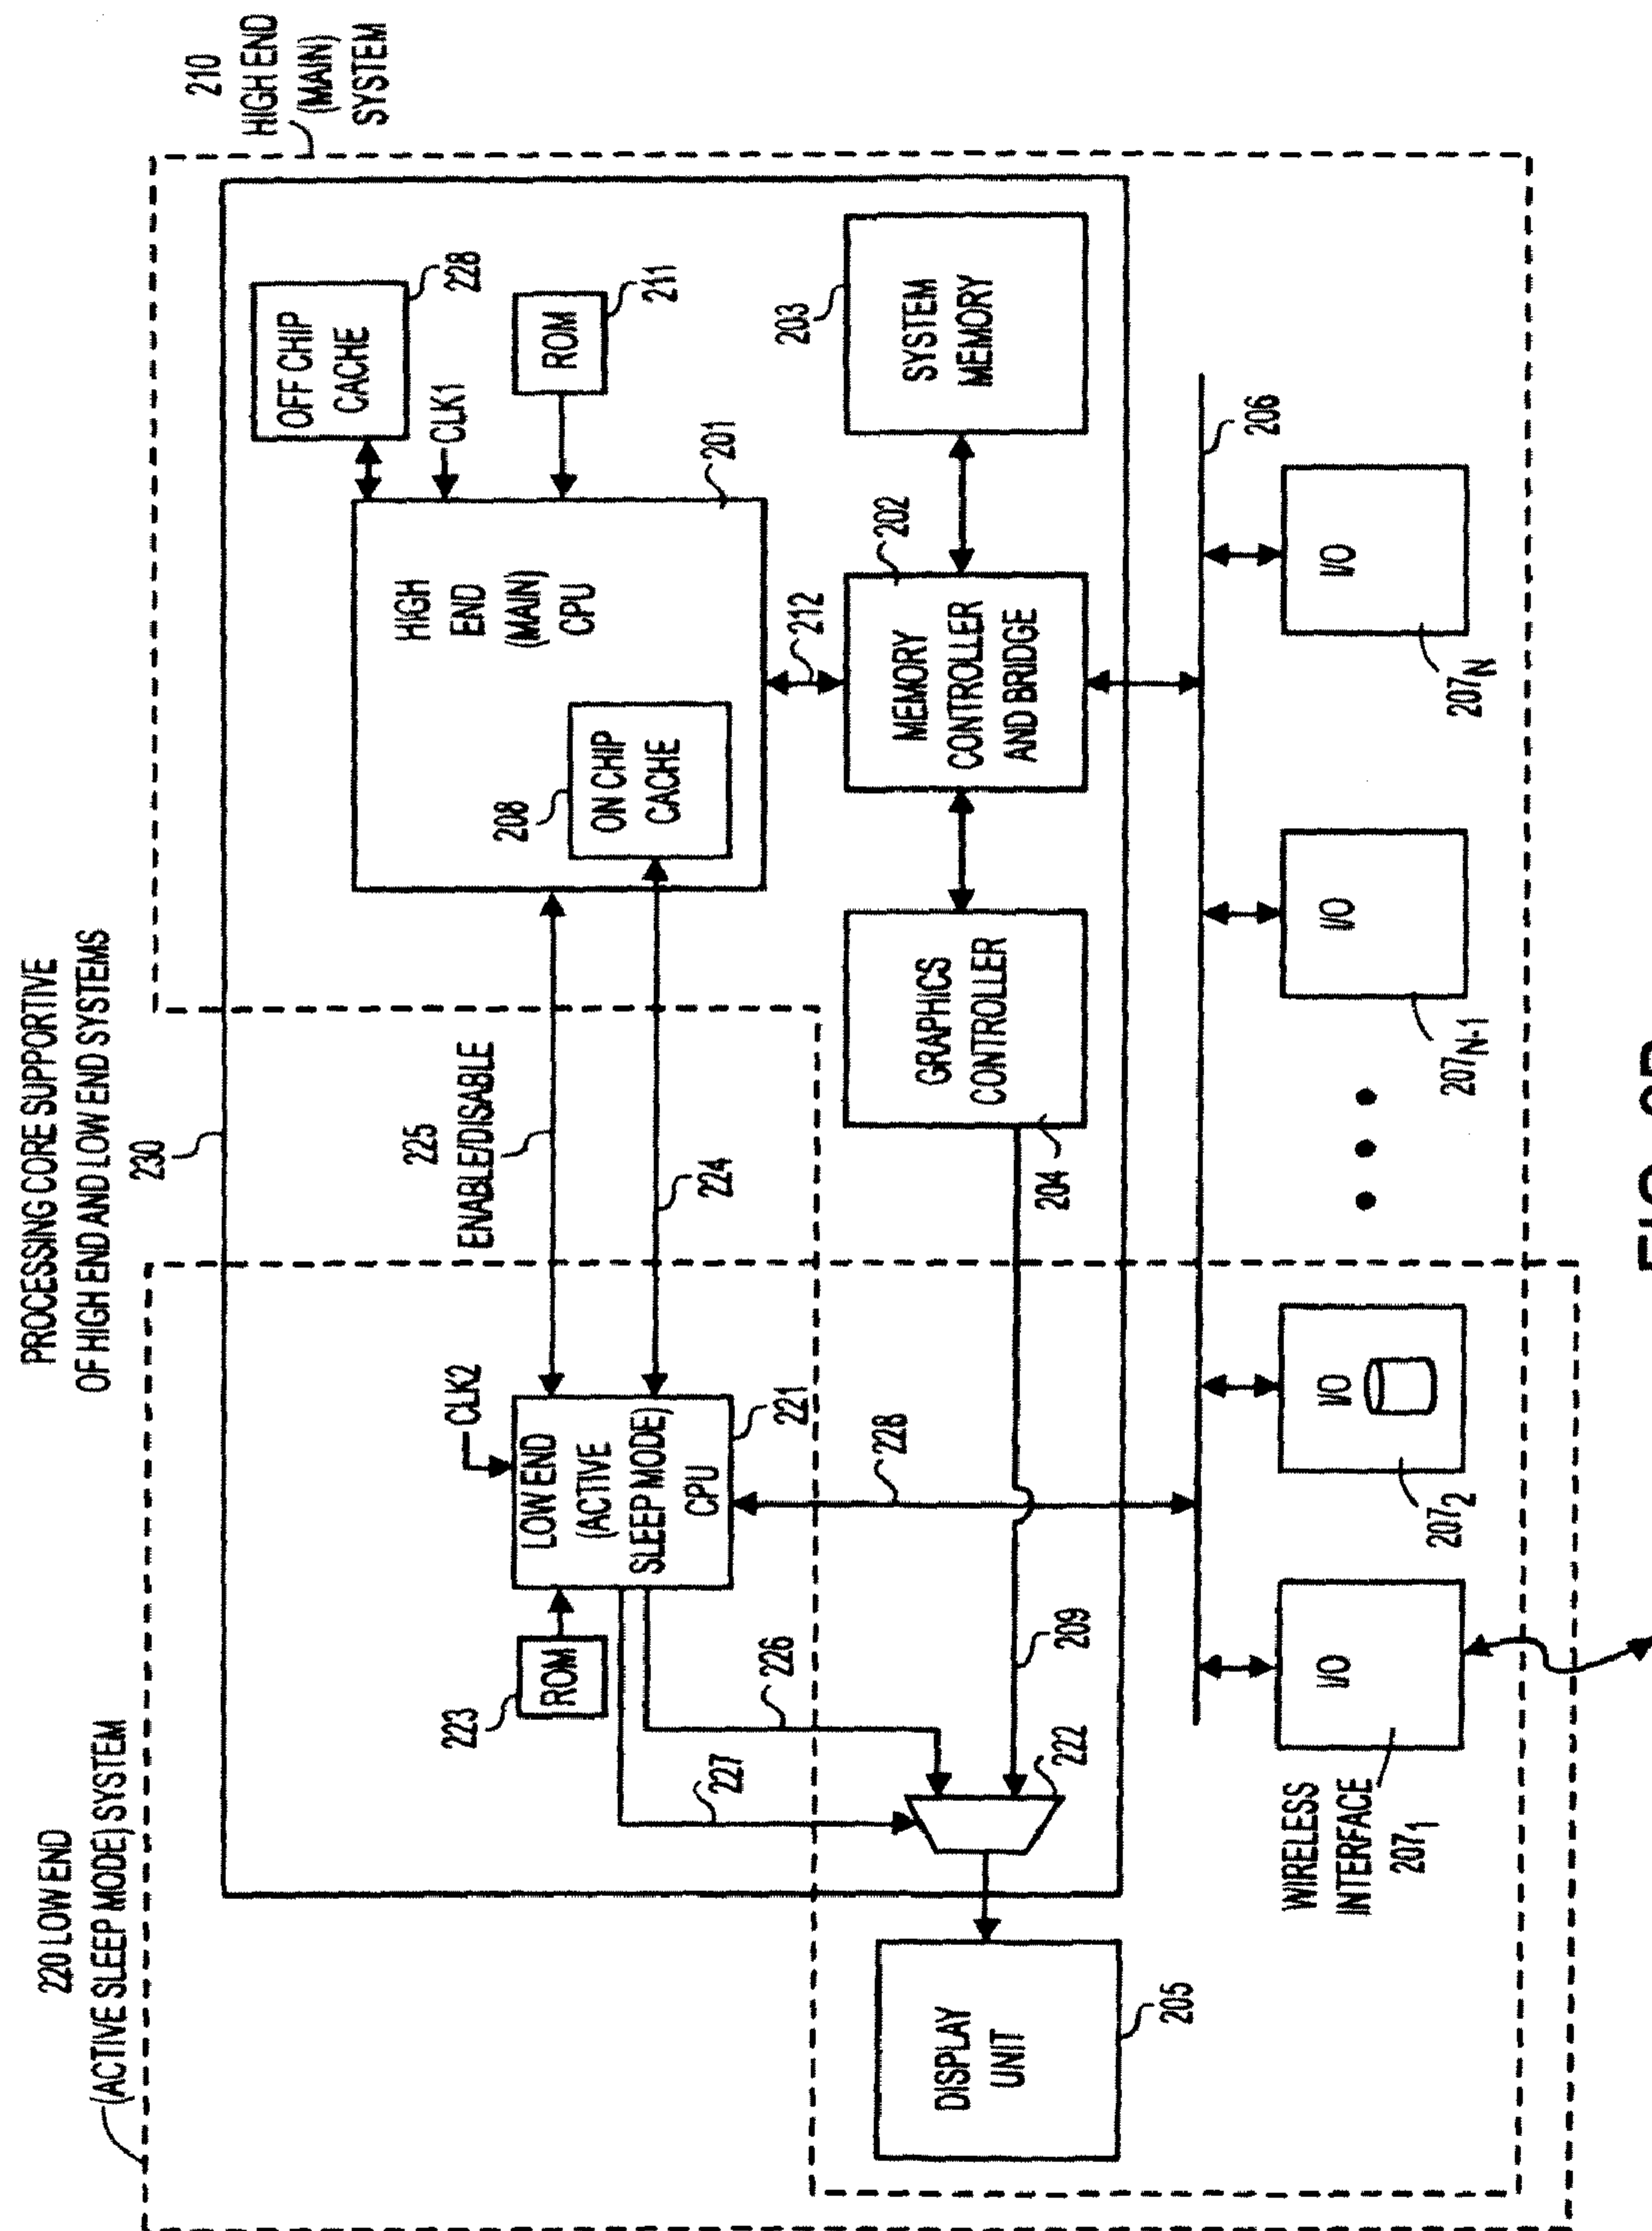 PROCESSING CORE SUPPORTIVE
OF HIGH END AND LOW END SYSTEMS
230
220 LOW END
(ACTIVE SLEEP MODE) SYSTEM
210
HIGH END
(MAIN)
SYSTEM
OFF CHIP
CACHE
228
CLK1
ROM
211
HIGH
END
(MAIN)
CPU
201
208
ON CHIP
CACHE
225
ENABLE/DISABLE
224
CLK2
LOW END
(ACTIVE
SLEEP MODE)
CPU
221
223
ROM
226
227
228
212
203
SYSTEM
MEMORY
202
MEMORY
CONTROLLER
AND BRIDGE
GRAPHICS
CONTROLLER
204
209
222
DISPLAY
UNIT
205
206
WIRELESS
INTERFACE
207₁
I/O
I/O
207₂
I/O
207N-1
I/O
207N